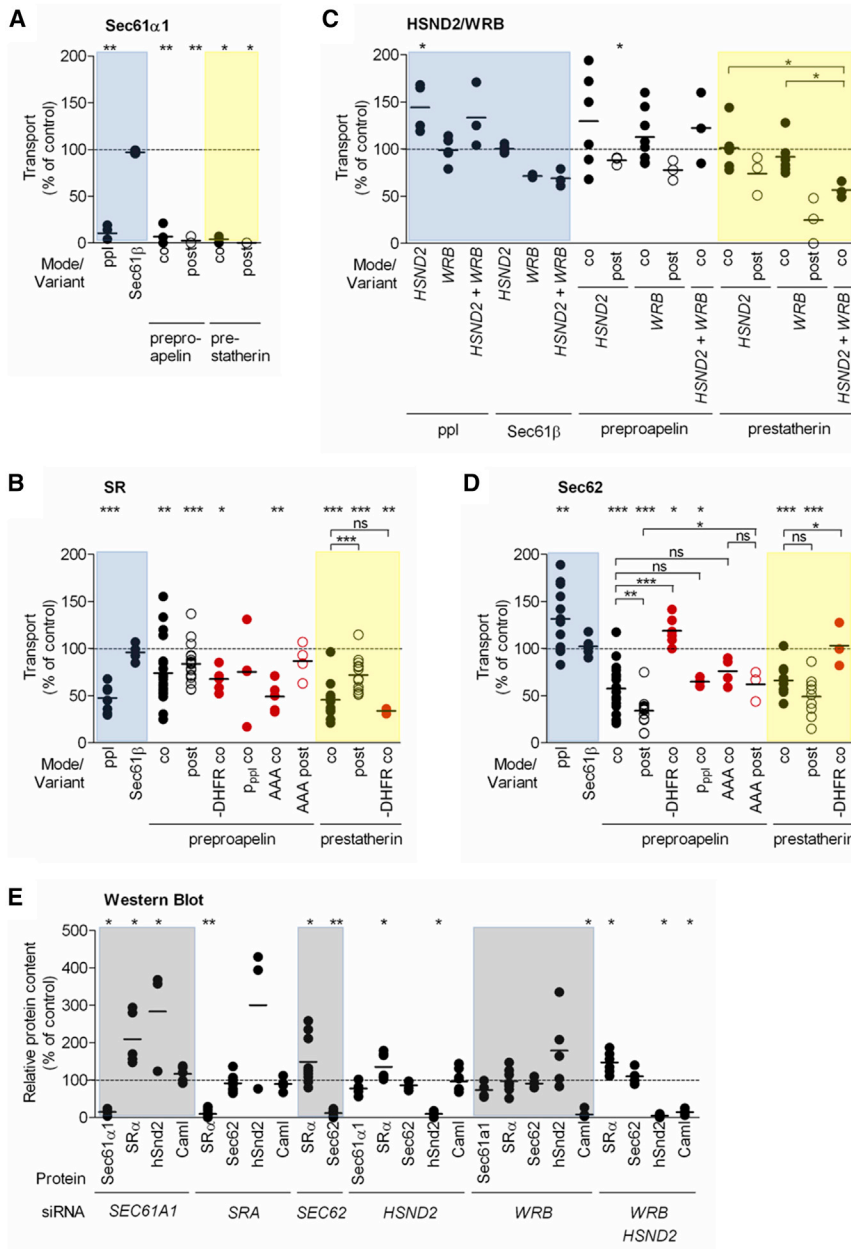 A
Sec61α1
** ** ** * *
200
150
100
50
0
Transport
(% of control)
Mode/
Variant
ppl
Sec61β
co
post
co
post
prepro-
apelin
pre-
statherin
C
HSND2/WRB
* *
*
*
200
150
100
50
0
Transport
(% of control)
Mode/
Variant
HSND2
WRB
HSND2 + WRB
HSND2
WRB
HSND2 + WRB
co
post
co
post
co
co
post
co
post
co
HSND2
WRB
HSND2 + WRB
HSND2
WRB
HSND2 + WRB
ppl
Sec61β
preproapelin
prestatherin
B
SR
*** ** *** * ** *** *** **
ns
***
200
150
100
50
0
Transport
(% of control)
Mode/
Variant
ppl
Sec61β
co
post
-DHFR co
pppl co
AAA co
AAA post
co
post
-DHFR co
preproapelin
prestatherin
D
Sec62
** *** *** * * *** ***
*
ns
ns
ns
***
**
*
ns
200
150
100
50
0
Transport
(% of control)
Mode/
Variant
ppl
Sec61β
co
post
-DHFR co
pppl co
AAA co
AAA post
co
post
-DHFR co
preproapelin
prestatherin
E
Western Blot
* * * ** * ** * * * * * *
500
400
300
200
100
0
Relative protein content
(% of control)
Protein
Sec61α1
SRα
hSnd2
Caml
SRα
Sec62
hSnd2
Caml
SRα
Sec62
Sec61α1
SRα
Sec62
hSnd2
Caml
Sec61a1
SRα
Sec62
hSnd2
Caml
SRα
Sec62
hSnd2
Caml
siRNA
SEC61A1
SRA
SEC62
HSND2
WRB
WRB
HSND2